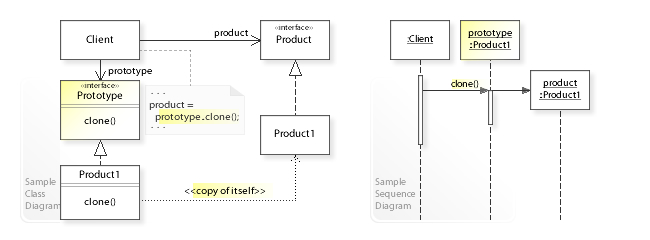 Client
product
<<interface>>
Product
prototype
<<interface>>
Prototype
clone()
. . .
product =
prototype.clone();
. . .
Product1
Product1
clone()
<<copy of itself>>
Sample
Class
Diagram
:Client
prototype
:Product1
clone()
product
:Product1
Sample
Sequence
Diagram